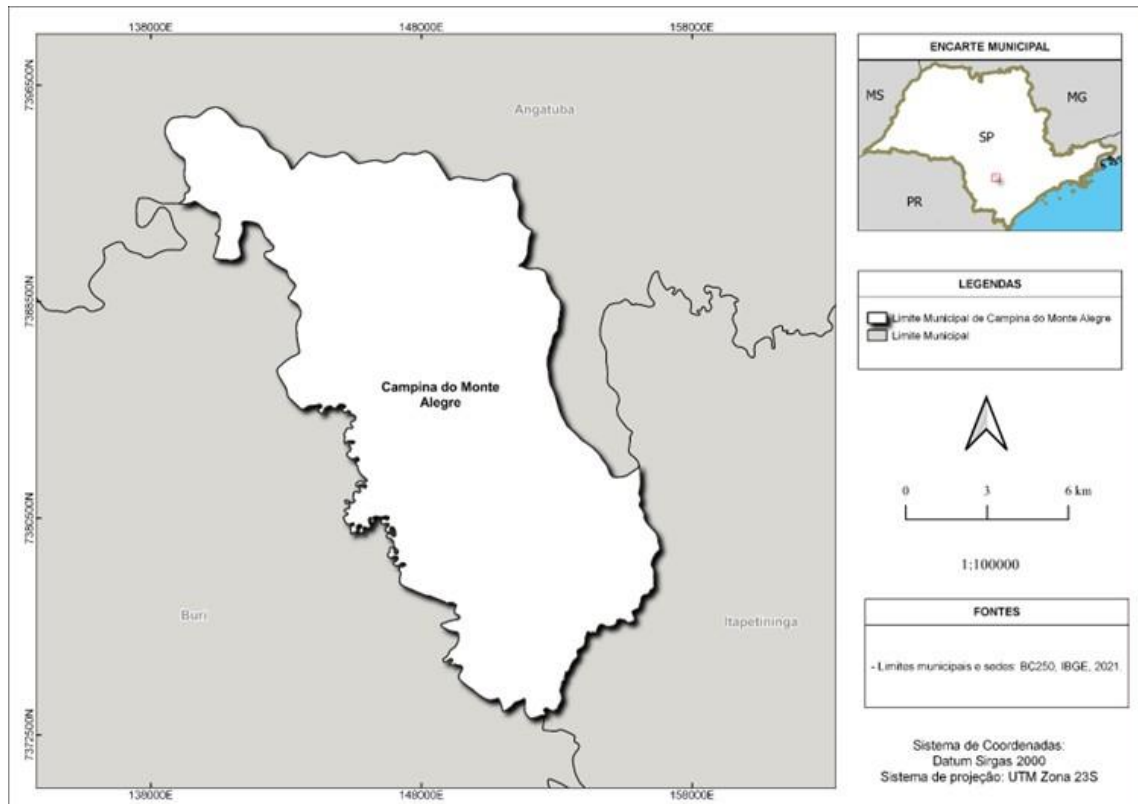 138000E
148000E
158000E
7396500N
7388500N
7380500N
7372500N
Angatuba
Campina do Monte
Alegre
Buri
Itapetininga
138000E
148000E
158000E
ENCARTE MUNICIPAL
MS
MG
SP
PR
LEGENDAS
Limite Municipal de Campina do Monte Alegre
Limite Municipal
0 3 6 km
1:100000
FONTES
- Limites municipais e sedes: BC250, IBGE, 2021.
Sistema de Coordenadas:
Datum Sirgas 2000
Sistema de projeção: UTM Zona 23S